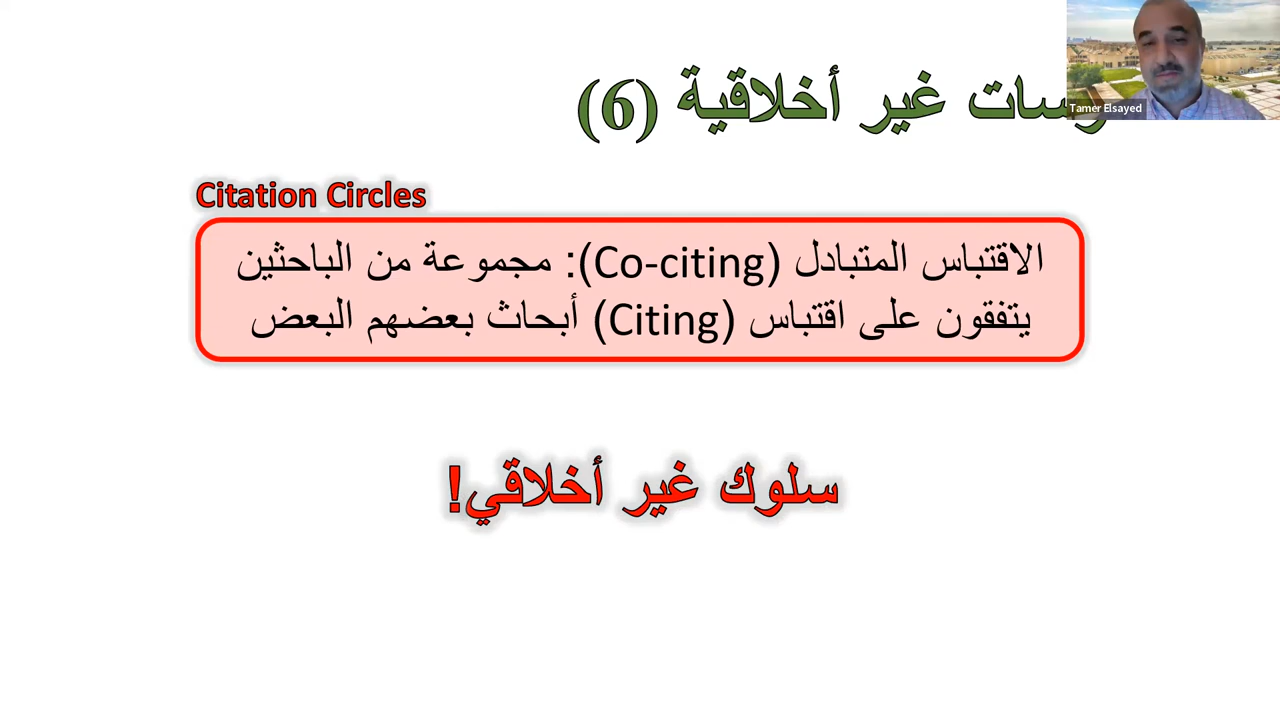 غير أخلاقية (6)
Tamer Elsayed
Citation Circles
الاقتباس المتبادل (Co-citing): مجموعة من الباحثين
يتفقون على اقتباس (Citing) أبحاث بعضهم البعض
سلوك غير أخلاقي!